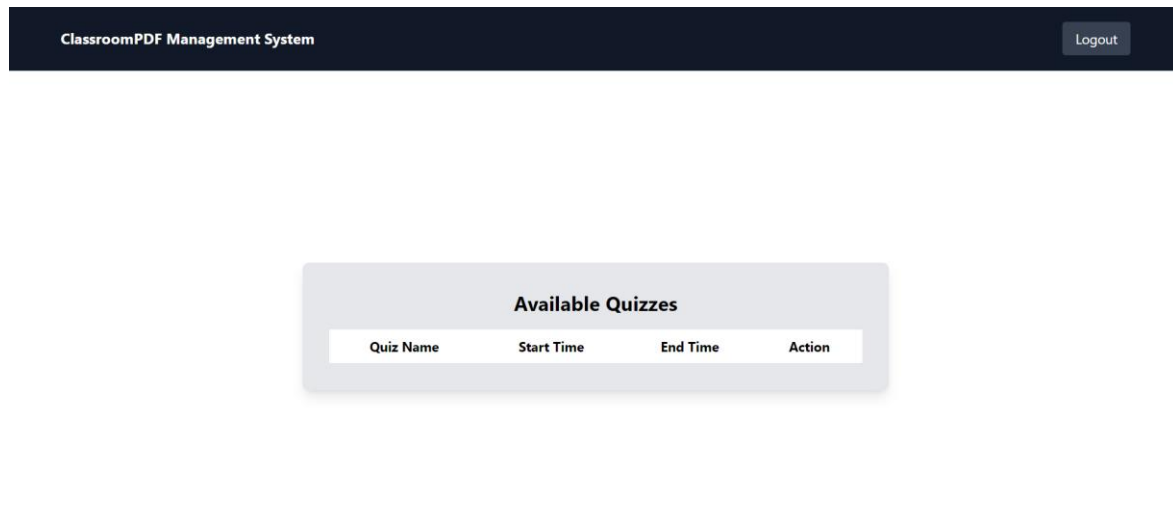 ClassroomPDF Management System Logout
Available Quizzes
Quiz Name Start Time End Time Action